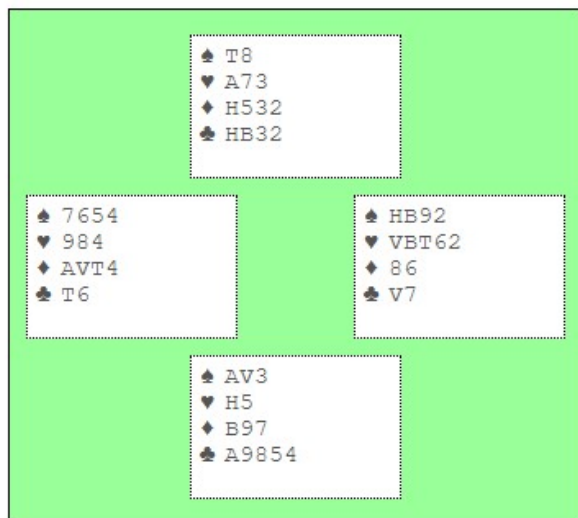 ♠ T8
♥ A73
♦ H532
♣ HB32
♠ 7654
♥ 984
♦ AVT4
♣ T6
♠ HB92
♥ VBT62
♦ 86
♣ V7
♠ AV3
♥ H5
♦ B97
♣ A9854